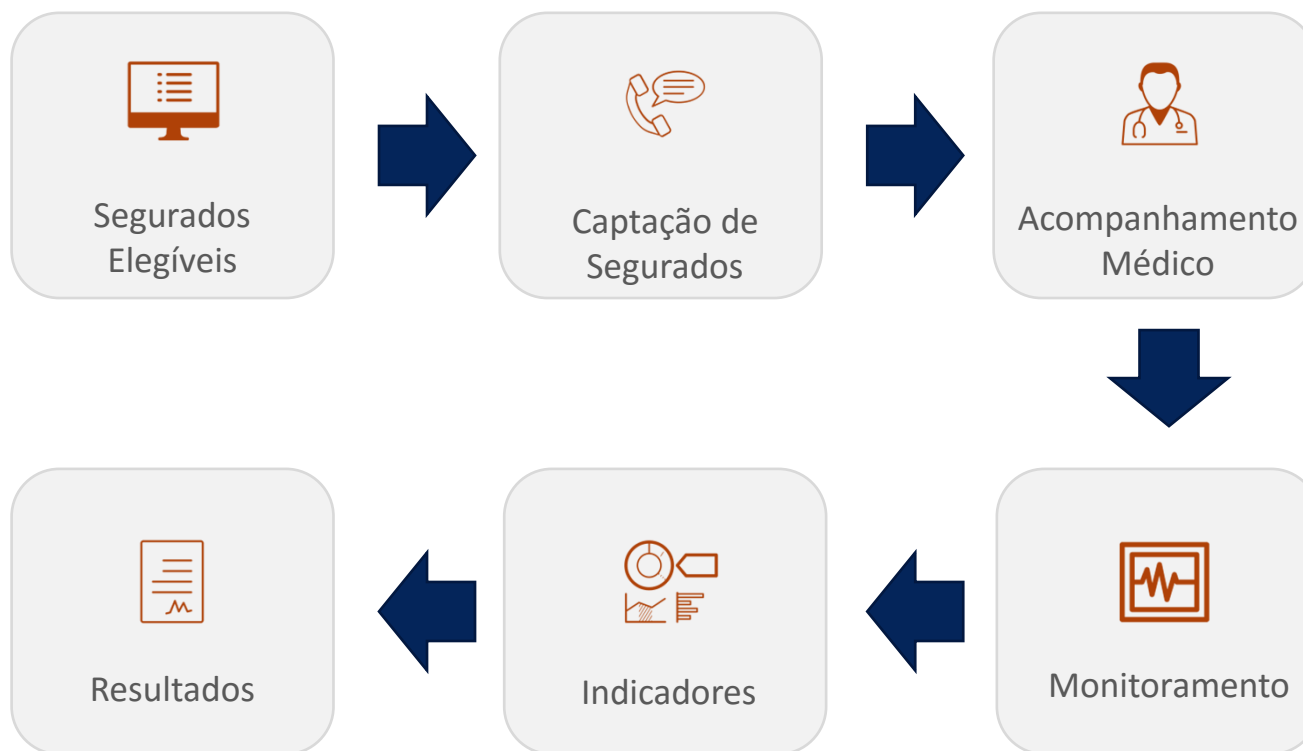 Segurados
Elegíveis
Captação de
Segurados
Acompanhamento
Médico
Resultados
Indicadores
Monitoramento